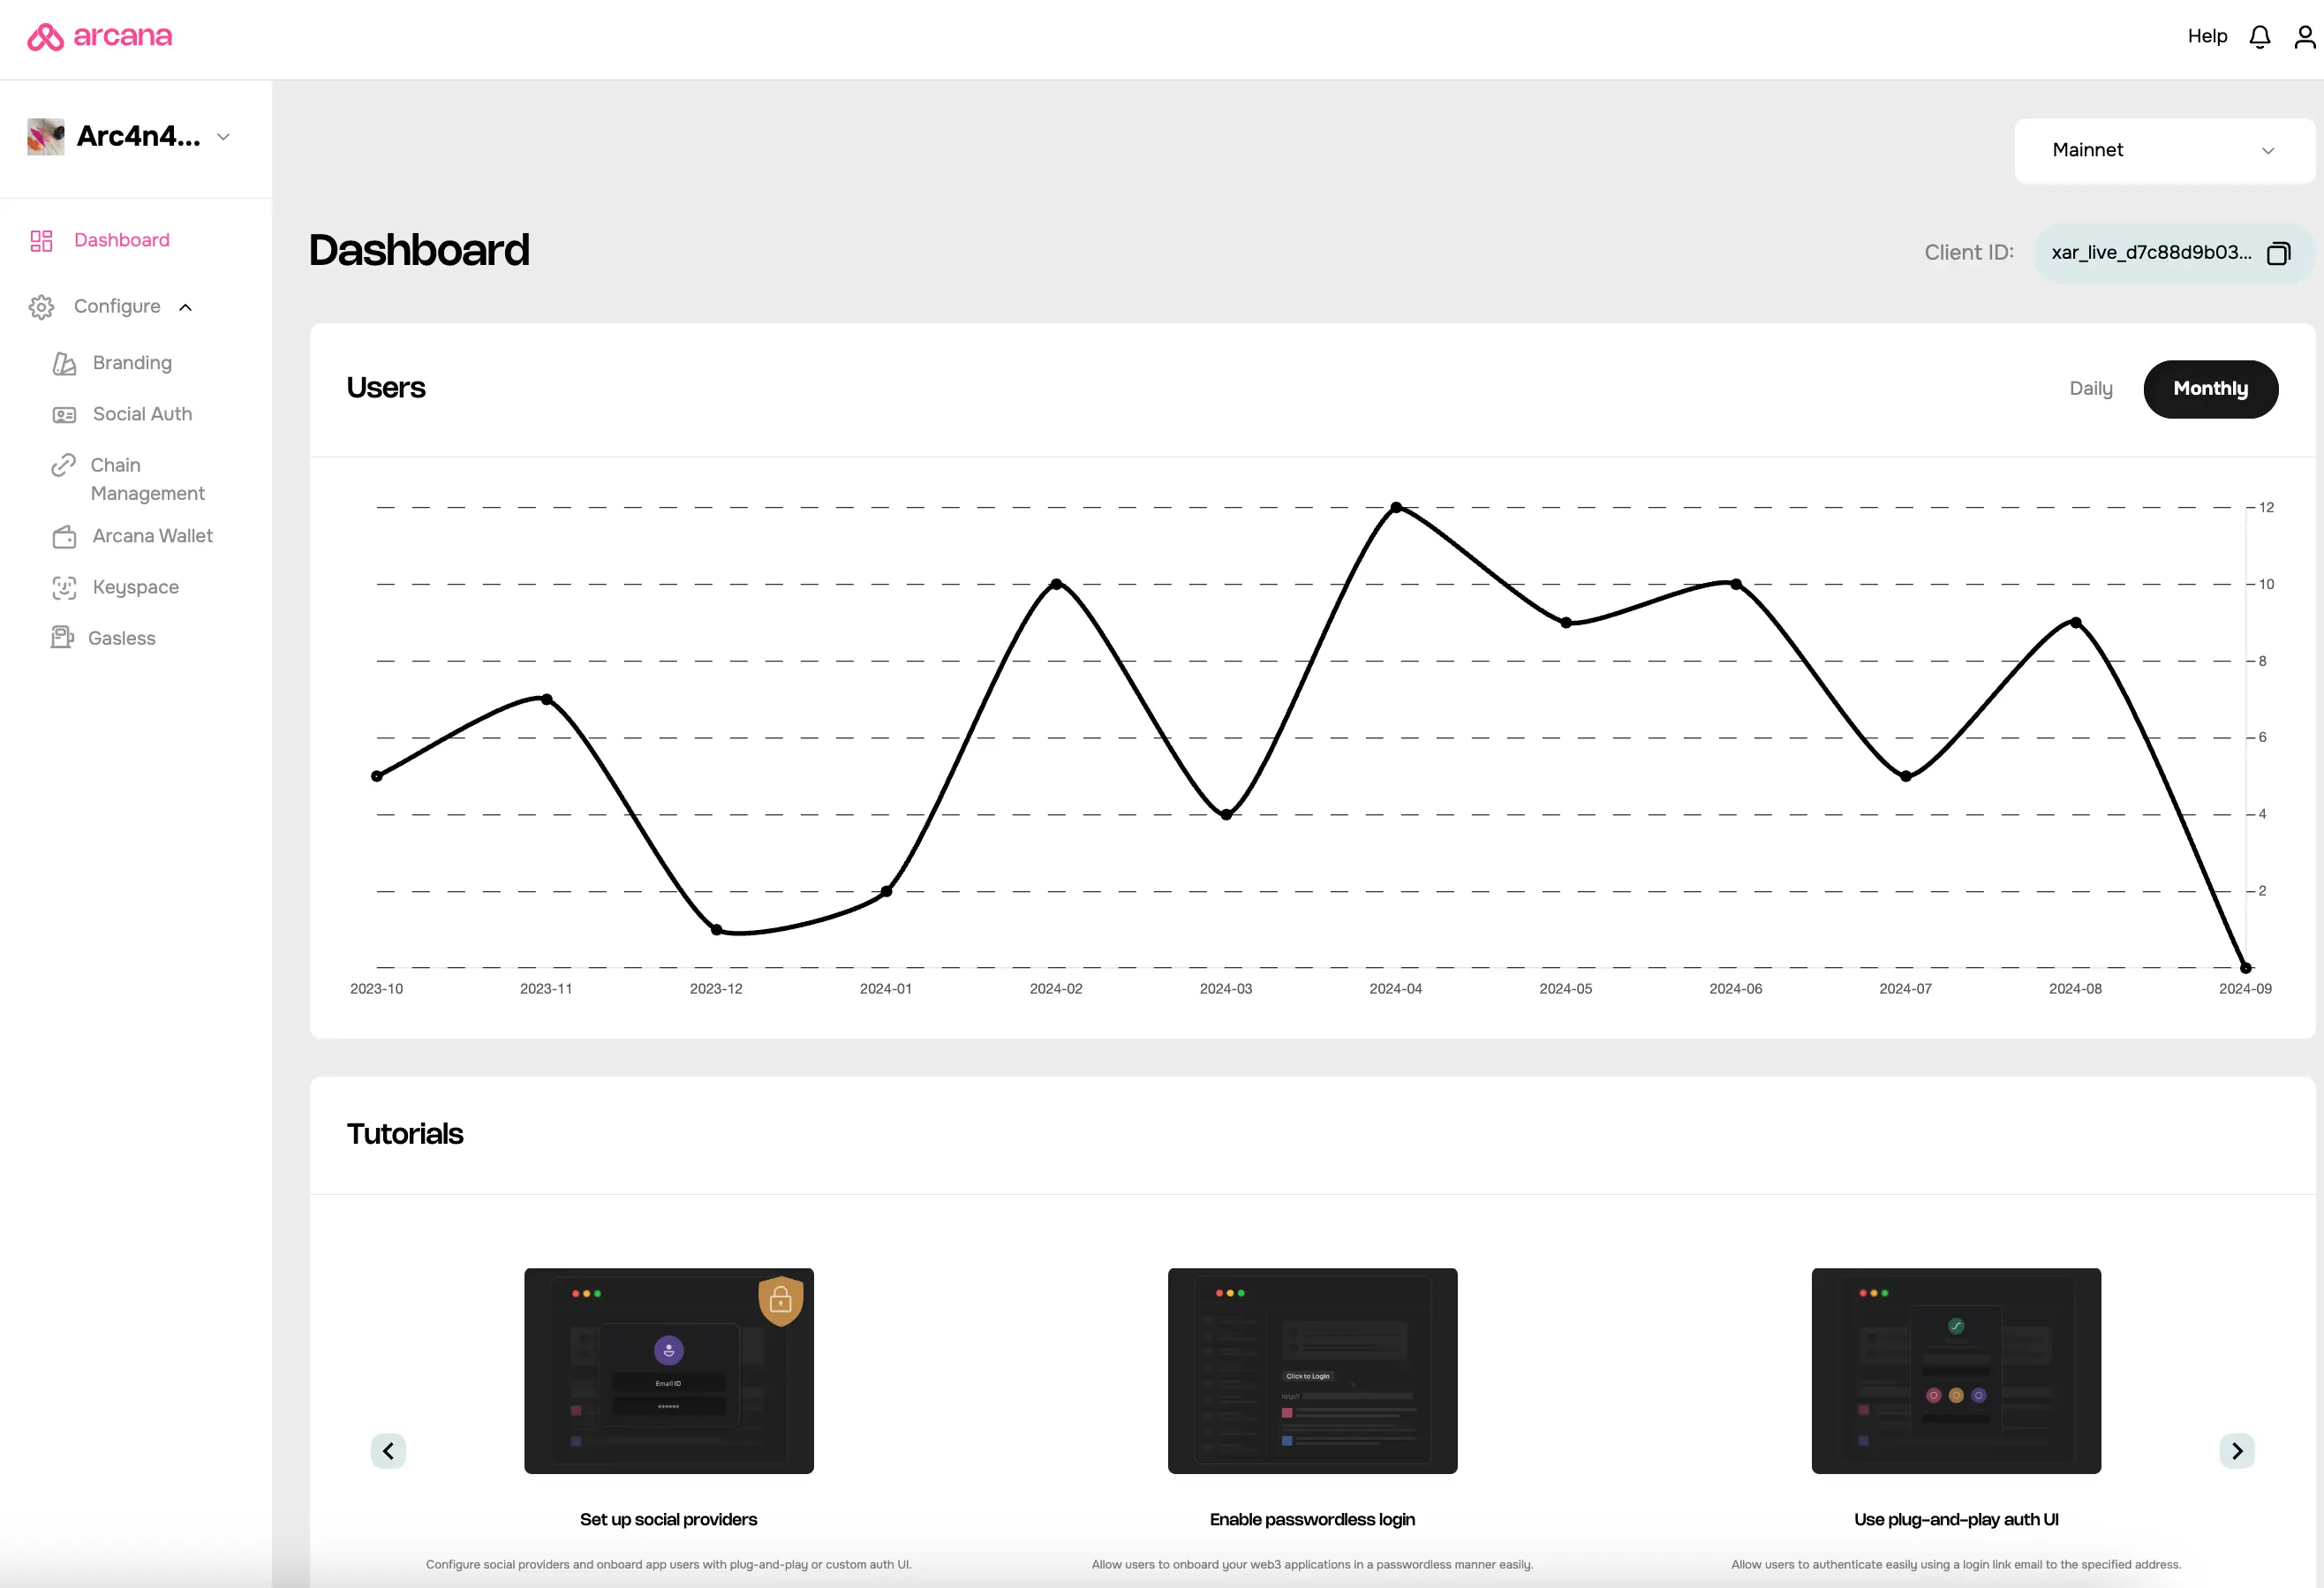 arcana
Help
Arc4n4...
Mainnet
Dashboard
Configure
Branding
Social Auth
Chain
Management
Arcana Wallet
Keyspace
Gasless
Dashboard
Client ID:
xar_live_d7c88d9b03...
Users
Daily
Monthly
12
10
8
6
4
2
2023-10
2023-11
2023-12
2024-01
2024-02
2024-03
2024-04
2024-05
2024-06
2024-07
2024-08
2024-09
Tutorials
Email ID
******
Click to Login
http://
Set up social providers
Enable passwordless login
Use plug-and-play auth UI
Configure social providers and onboard app users with plug-and-play or custom auth UI.
Allow users to onboard your web3 applications in a passwordless manner easily.
Allow users to authenticate easily using a login link email to the specified address.